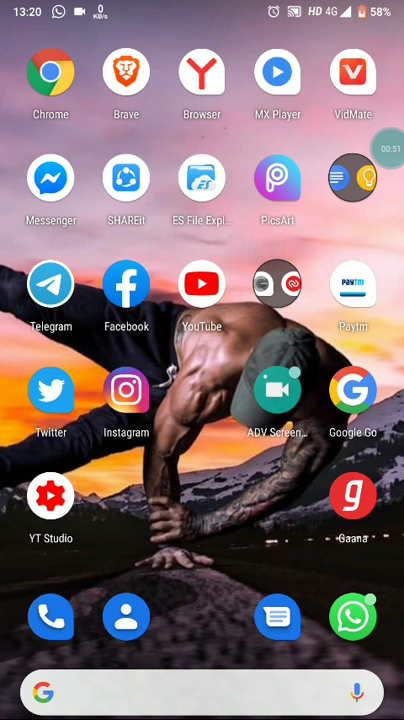 13:20 0 KB/s HD 4G 58%
Chrome Brave Browser MX Player VidMate
00:51
Messenger SHAREit ES File Expl... PicsArt
Telegram Facebook YouTube Paytm
Twitter Instagram ADV Screen... Google Go
YT Studio Gaana